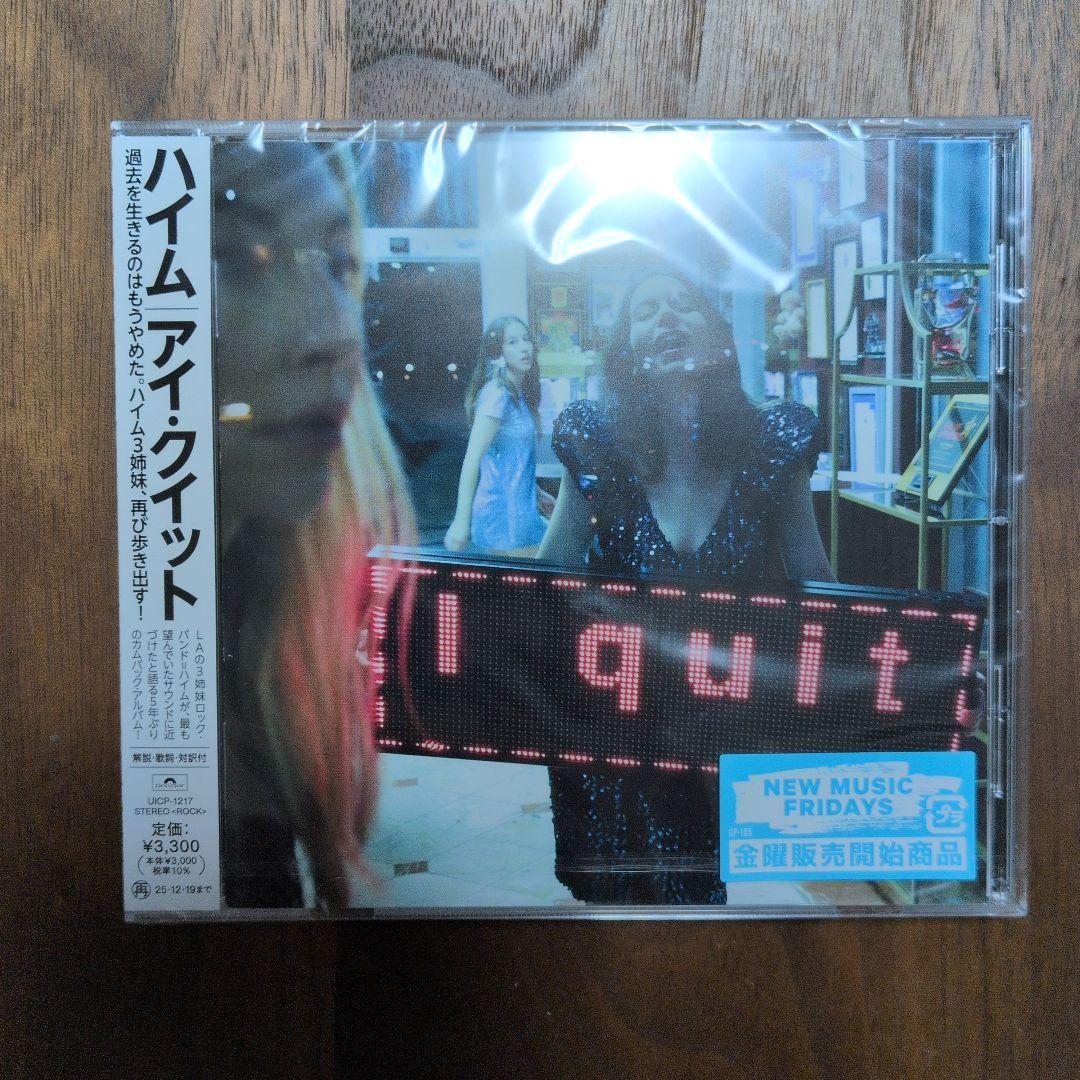 ハイム アイ・クイット
過去を生きるのはもうやめた。ハイム3姉妹、再び歩き出す!
LAの3姉妹ロック・
バンド=ハイムが、最も
望んでいたサウンドに近
づけたと語る5年ぶり
のカムバック・アルバム!
解説・歌詞・対訳付
polydor
UICP-1217
STEREO <ROCK>
定価:
¥3,300
(本体¥3,000
税率10%)
再 25・12・19まで
I quit
NEW MUSIC
FRIDAYS
GP-165
プラ
金曜販売開始商品